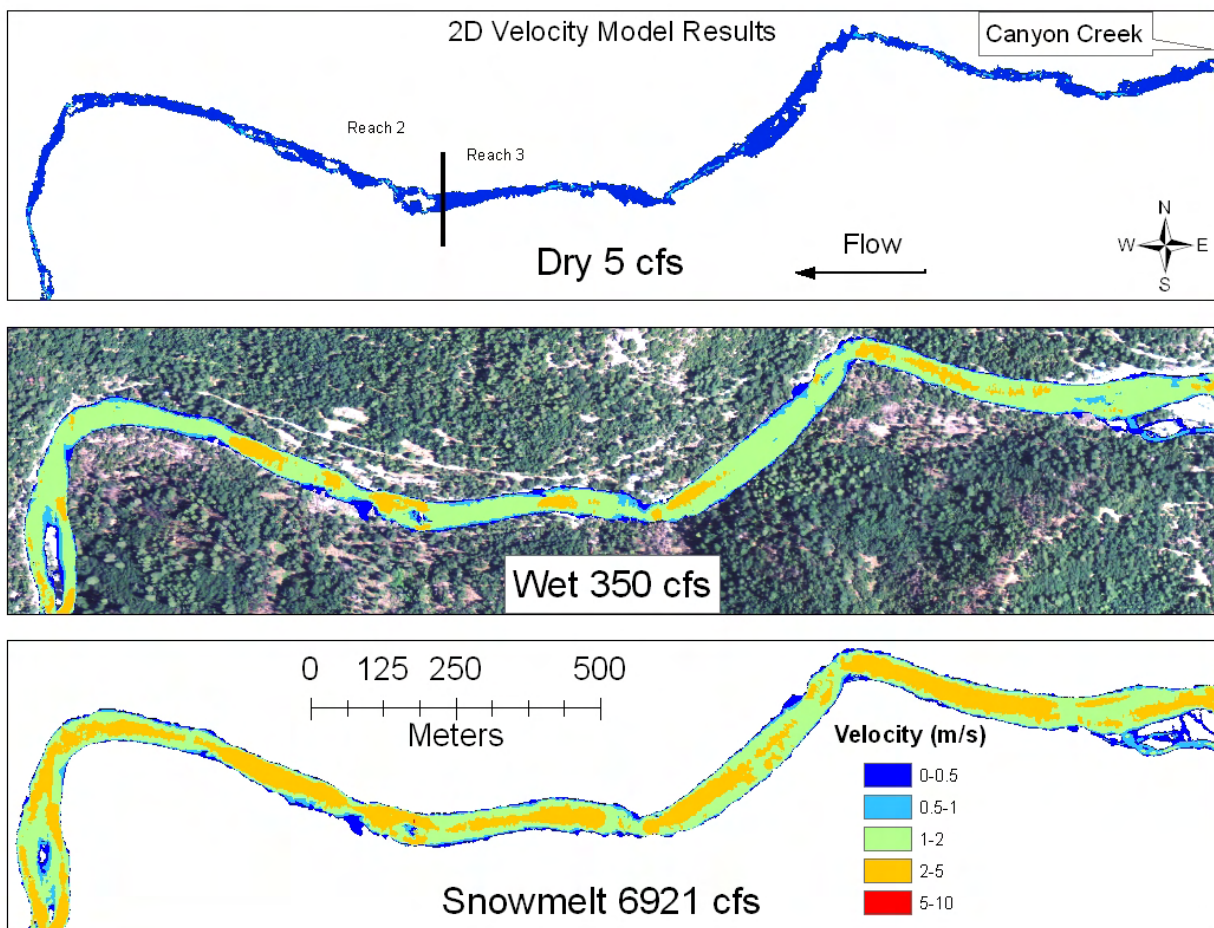 2D Velocity Model Results
Canyon Creek
Reach 2
Reach 3
N
W E
S
Flow
Dry 5 cfs
Wet 350 cfs
0 125 250 500
Meters
Velocity (m/s)
0-0.5
0.5-1
1-2
2-5
5-10
Snowmelt 6921 cfs